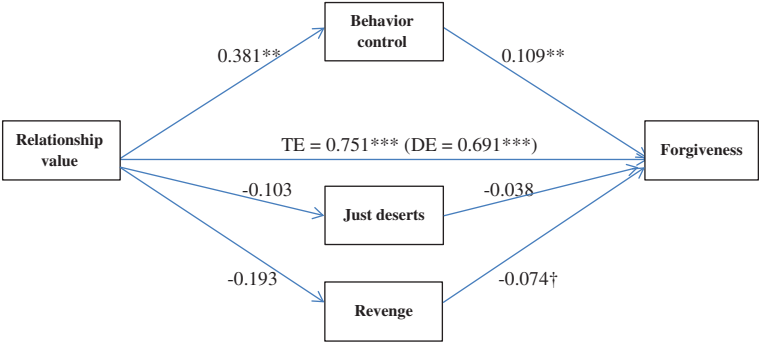 Behavior
control
0.381**
0.109**
Relationship
value
TE = 0.751*** (DE = 0.691***)
Forgiveness
-0.103
Just deserts
-0.038
-0.193
Revenge
-0.074†